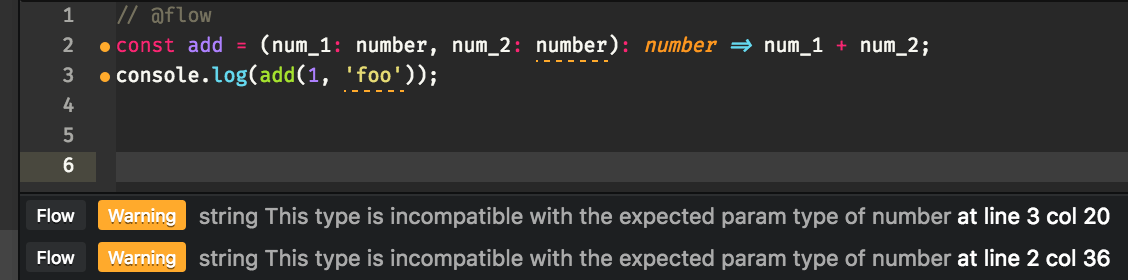 1 // @flow
2 const add = (num_1: number, num_2: number): number => num_1 + num_2;
3 console.log(add(1, 'foo'));
4
5
6
Flow Warning string This type is incompatible with the expected param type of number at line 3 col 20
Flow Warning string This type is incompatible with the expected param type of number at line 2 col 36